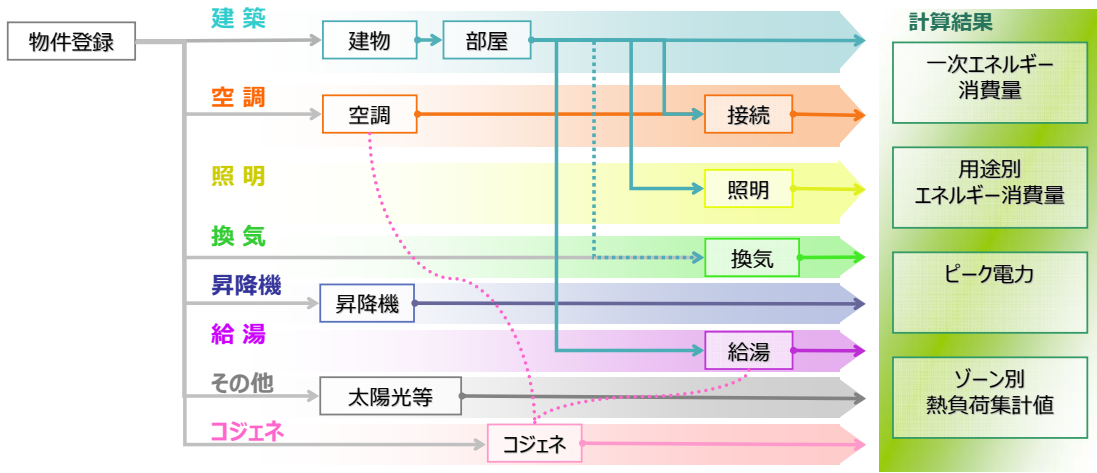 物件登録
建 築
建物
部屋
空 調
空調
接続
照 明
照明
換 気
換気
昇降機
昇降機
給 湯
給湯
その他
太陽光等
コジェネ
コジェネ
計算結果
一次エネルギー
消費量
用途別
エネルギー消費量
ピーク電力
ゾーン別
熱負荷集計値